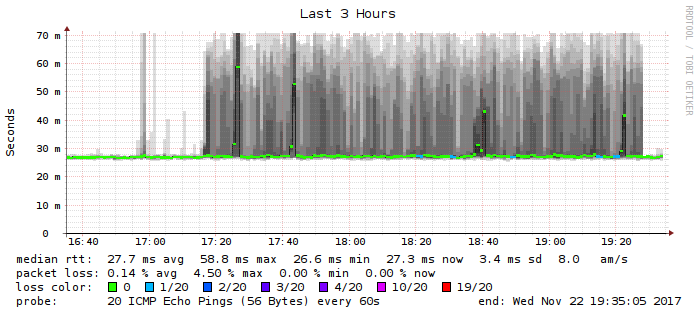 Last 3 Hours
RRDTOOL / TOBI OETIKER
Seconds
70 m
60 m
50 m
40 m
30 m
20 m
10 m
0
16:40 17:00 17:20 17:40 18:00 18:20 18:40 19:00 19:20
median rtt: 27.7 ms avg 58.8 ms max 26.6 ms min 27.3 ms now 3.4 ms sd 8.0 am/s
packet loss: 0.14 % avg 4.50 % max 0.00 % min 0.00 % now
loss color: 0 1/20 2/20 3/20 4/20 10/20 19/20
probe: 20 ICMP Echo Pings (56 Bytes) every 60s end: Wed Nov 22 19:35:05 2017